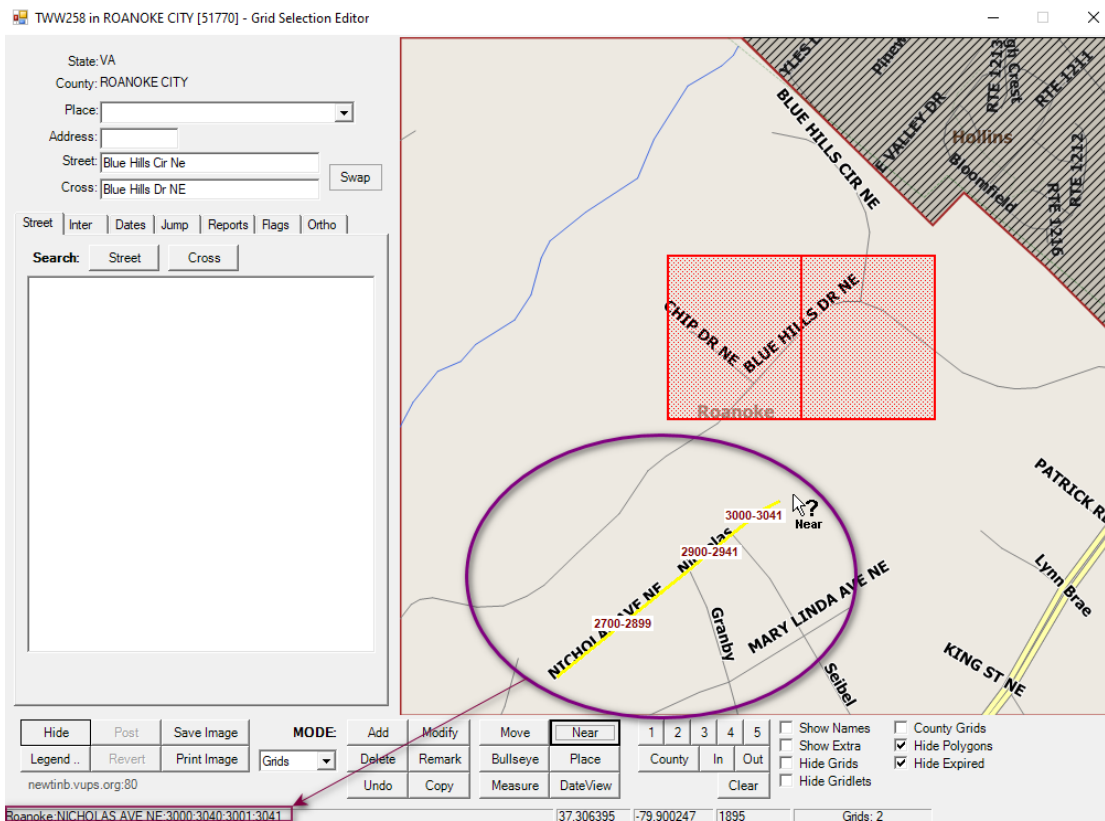 TWW258 in ROANOKE CITY [51770] - Grid Selection Editor
State: VA
County: ROANOKE CITY
Place:
Address:
Street: Blue Hills Cir Ne
Cross: Blue Hills Dr NE
Swap
Street Inter Dates Jump Reports Flags Ortho
Search: Street Cross
BLUE HILLS CIR NE
E VALLEY DR
RTE 1213
gh Crest
RTE 1211
Hollins
Bloomfield
RTE 1212
RTE 1216
CHIP DR NE
BLUE HILLS DR NE
Roanoke
3000-3041
Near
Nicholas
2900-2941
NICHOLAS AVE NE
2700-2899
Granby
MARY LINDA AVE NE
Seibel
Lynn Brae
KING ST NE
Hide Post Save Image MODE: Add Modify Move Near 1 2 3 4 5 Show Names County Grids
Show Extra Hide Polygons
Legend .. Revert Print Image Grids Delete Remark Bullseye Place County In Out Hide Grids Hide Expired
Hide Gridlets
newtinb.vups.org:80 Undo Copy Measure DateView Clear
Roanoke:NICHOLAS AVE NE:3000:3040:3001:3041 37.306395 -79.900247 1895 Grids: 2